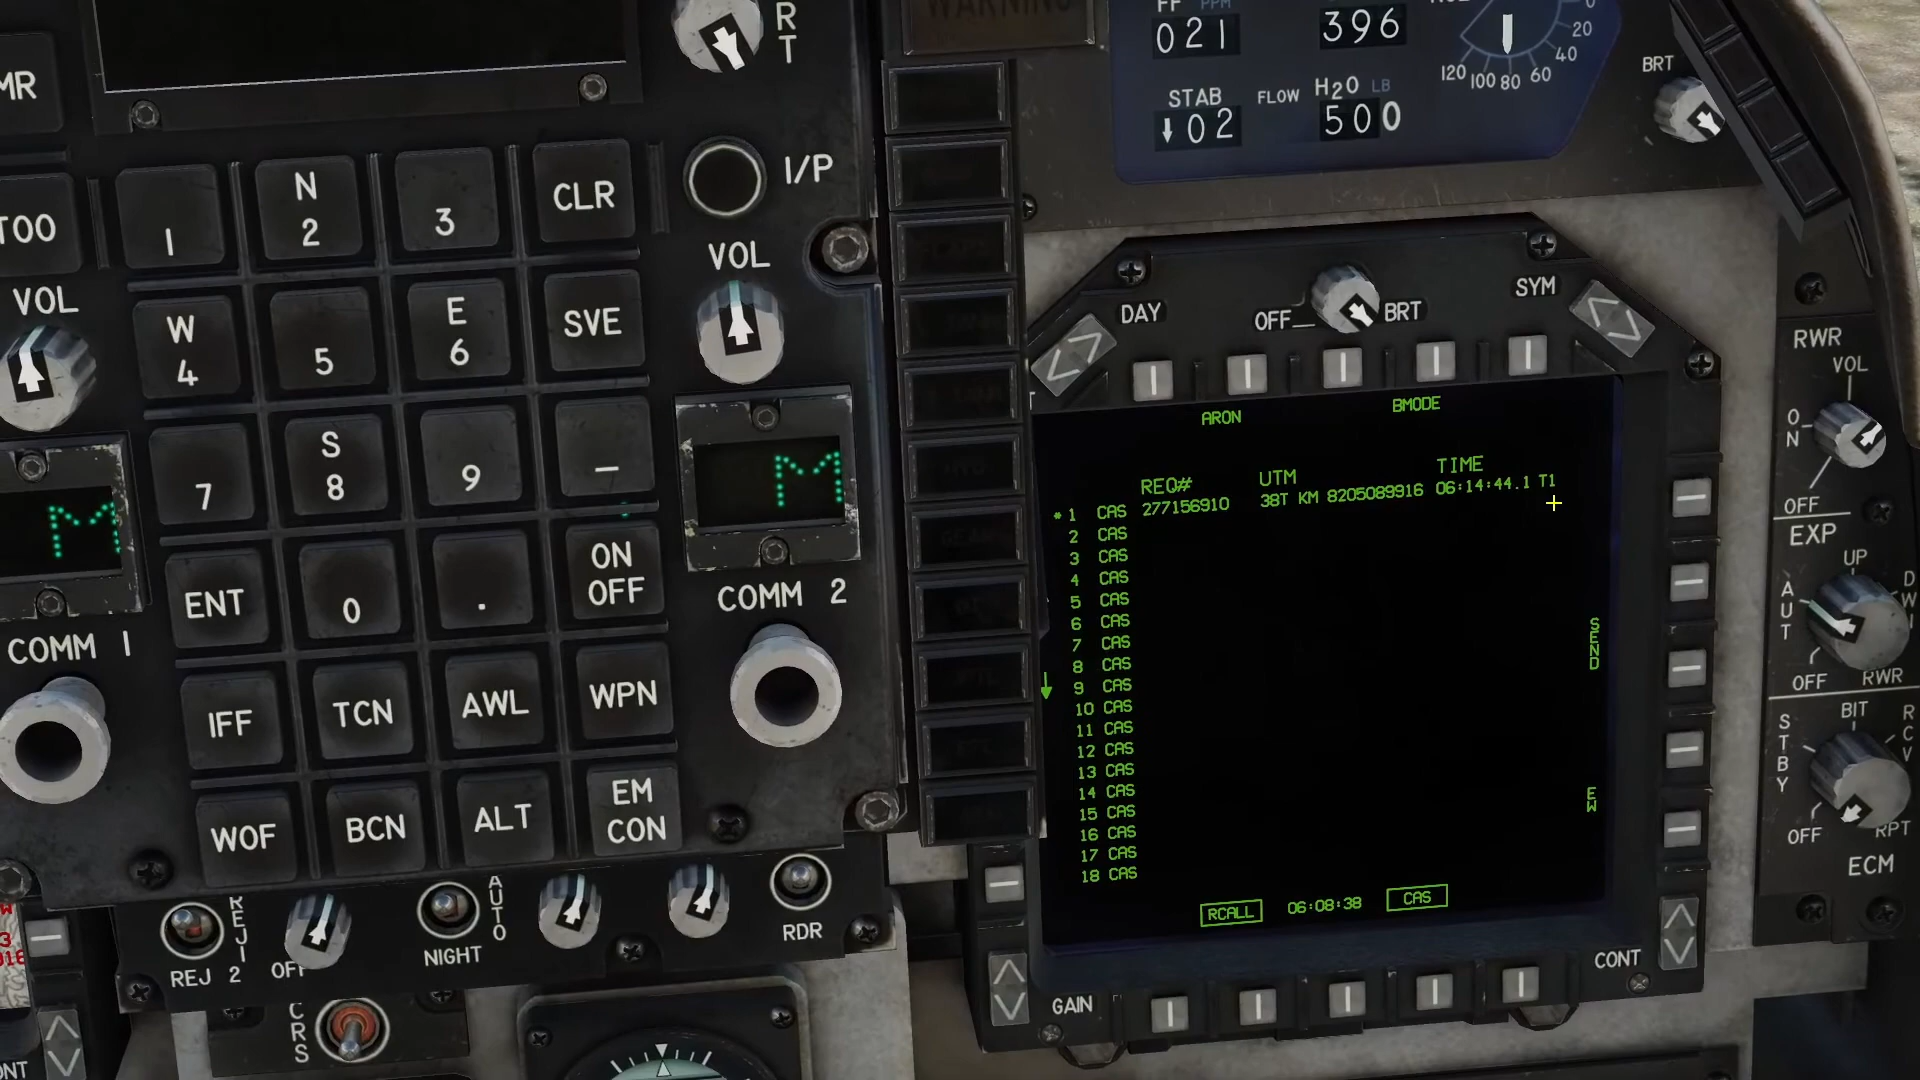 WARNING
FF PPM
021
396
STAB
02
FLOW
H2O LB
500
0
20
40
60
80
100
120
BRT
MR
TOO
R
T
I/P
VOL
VOL
1
N
2
3
CLR
W
4
5
E
6
SVE
7
S
8
9
–
ENT
0
.
ON
OFF
IFF
TCN
AWL
WPN
WOF
BCN
ALT
EM
CON
M
M
COMM 1
COMM 2
REJ 2
REJ 2
OFF
AUTO
NIGHT
RDR
CRS
DAY
OFF
BRT
SYM
ARON
BMODE
REQ# UTM TIME
* 1 CAS 277156910 38T KM 8205089916 06:14:44.1 T1
2 CAS
3 CAS
4 CAS
5 CAS
6 CAS
7 CAS
8 CAS
9 CAS
10 CAS
11 CAS
12 CAS
13 CAS
14 CAS
15 CAS
16 CAS
17 CAS
18 CAS
SEND
EW
RCALL 06:08:38 CAS
GAIN
CONT
RWR
VOL
ON
OFF
EXP
UP
AUT
DWN
OFF
RWR
BIT
STBY
RCV
OFF
RPT
ECM